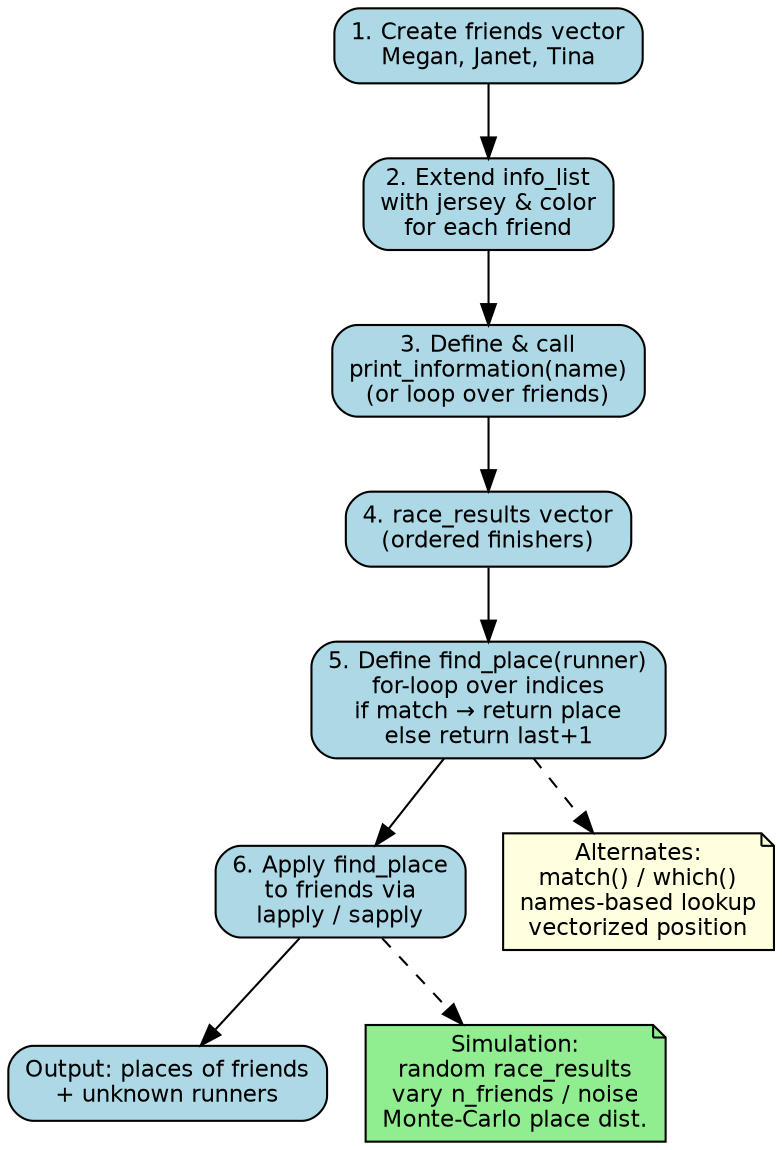 1. Create friends vector
Megan, Janet, Tina
2. Extend info_list
with jersey & color
for each friend
3. Define & call
print_information(name)
(or loop over friends)
4. race_results vector
(ordered finishers)
5. Define find_place(runner)
for-loop over indices
if match → return place
else return last+1
6. Apply find_place
to friends via
lapply / sapply
Alternates:
match() / which()
names-based lookup
vectorized position
Output: places of friends
+ unknown runners
Simulation:
random race_results
vary n_friends / noise
Monte-Carlo place dist.